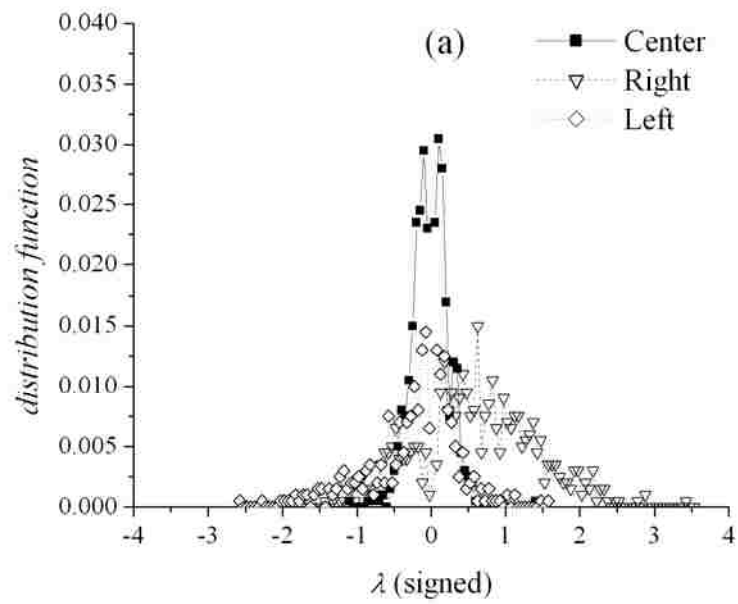 (a)
Center
Right
Left
0.040
0.035
0.030
0.025
0.020
0.015
0.010
0.005
0.000
distribution function
-4 -3 -2 -1 0 1 2 3 4
λ (signed)